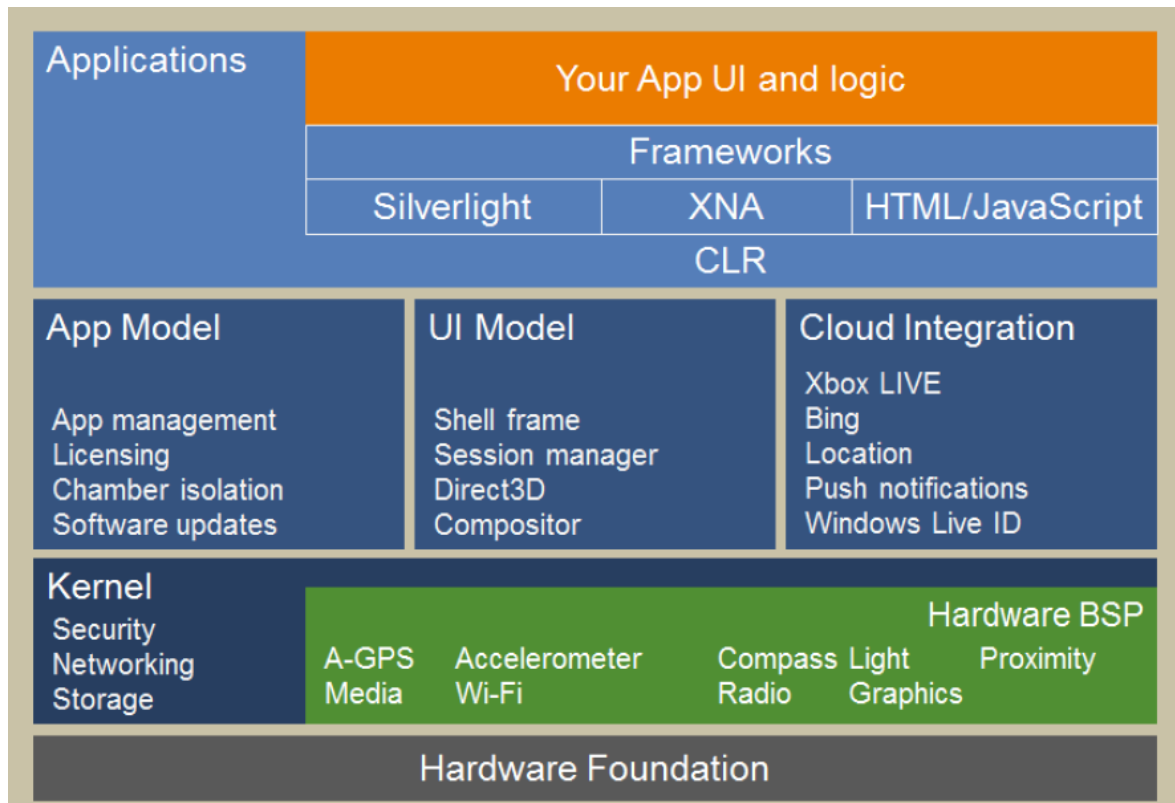 Applications
Your App UI and logic
Frameworks
Silverlight
XNA
HTML/JavaScript
CLR
App Model
App management
Licensing
Chamber isolation
Software updates
UI Model
Shell frame
Session manager
Direct3D
Compositor
Cloud Integration
Xbox LIVE
Bing
Location
Push notifications
Windows Live ID
Kernel
Security
Networking
Storage
Hardware BSP
A-GPS Accelerometer Compass Light Proximity
Media Wi-Fi Radio Graphics
Hardware Foundation